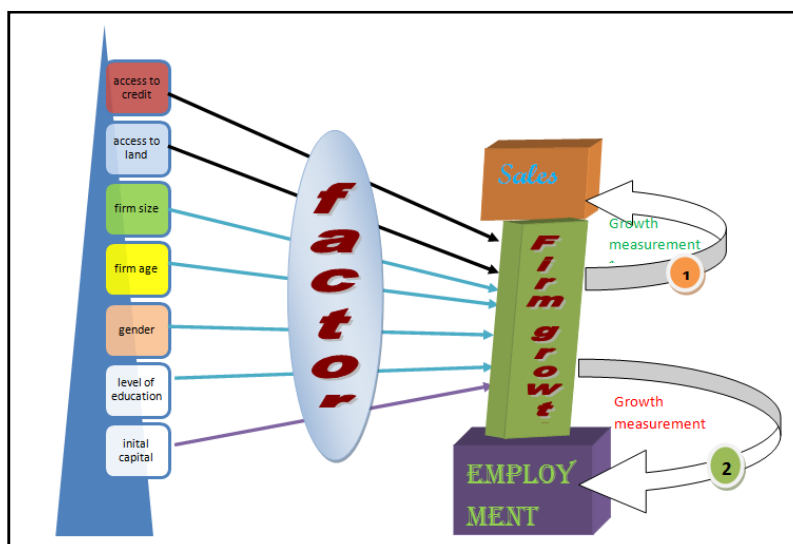 access to
credit
access to
land
firm size
firm age
gender
level of
education
inital
capital
factor
Sales
Firm growt
EMPLOY
MENT
Growth
measurement
1
Growth
measurement
2